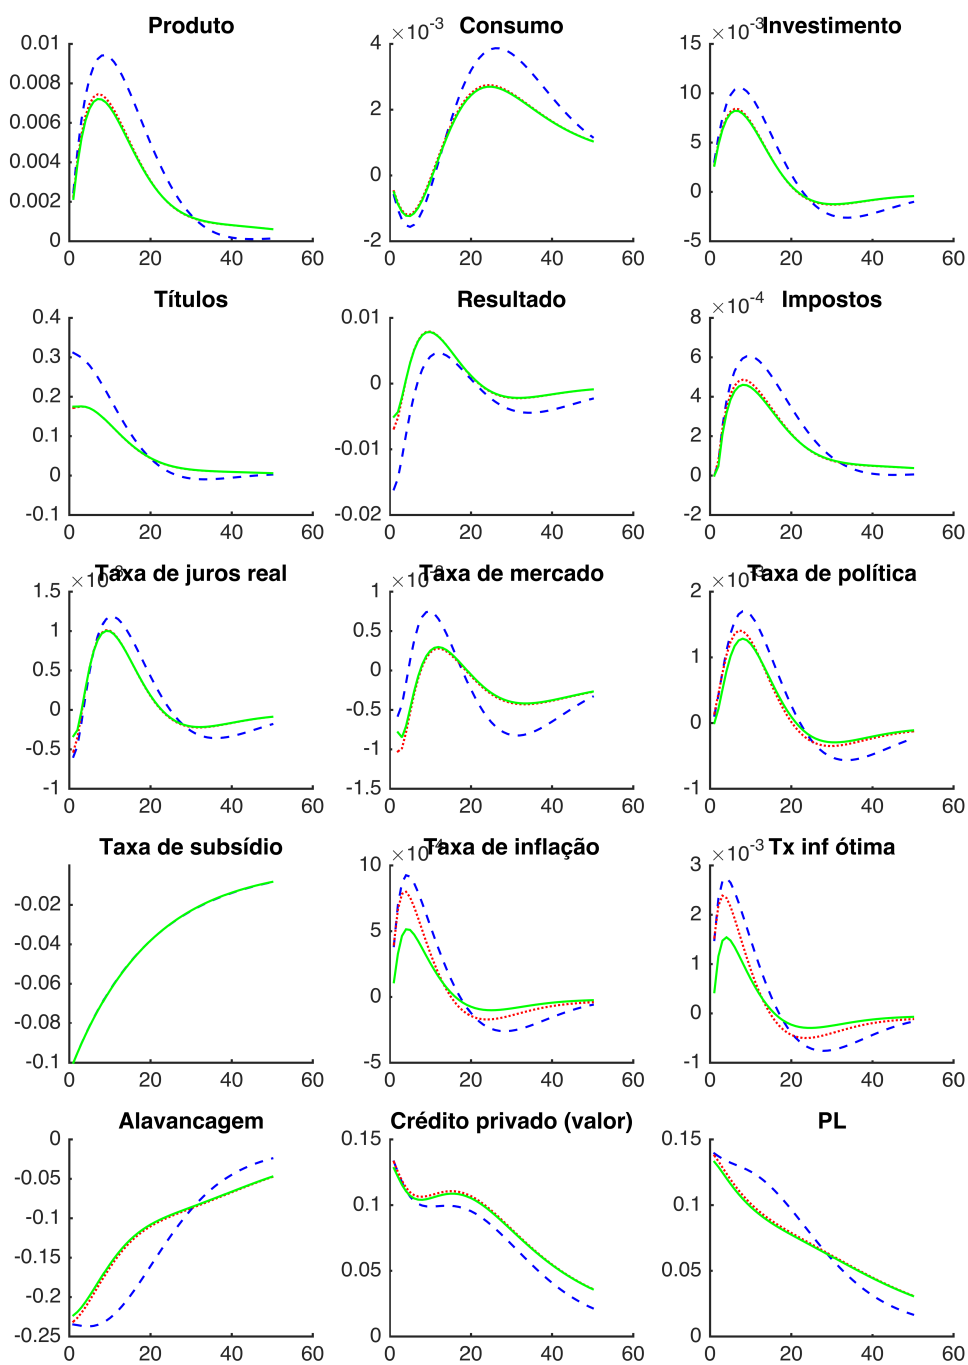 Produto
0.01
0.008
0.006
0.004
0.002
0
0 20 40 60
Consumo
×10⁻³
4
2
0
-2
0 20 40 60
Investimento
×10⁻³
15
10
5
0
-5
0 20 40 60
Títulos
0.4
0.3
0.2
0.1
0
-0.1
0 20 40 60
Resultado
0.01
0
-0.01
-0.02
0 20 40 60
Impostos
×10⁻⁴
8
6
4
2
0
-2
0 20 40 60
Taxa de juros real
1.5
1
0.5
0
-0.5
-1
0 20 40 60
Taxa de mercado
1
0.5
0
-0.5
-1
-1.5
0 20 40 60
Taxa de política
2
1
0
-1
0 20 40 60
Taxa de subsídio
-0.02
-0.04
-0.06
-0.08
-0.1
0 20 40 60
Taxa de inflação
10
5
0
-5
0 20 40 60
Tx inf ótima
×10⁻³
3
2
1
0
-1
0 20 40 60
Alavancagem
0
-0.05
-0.1
-0.15
-0.2
-0.25
0 20 40 60
Crédito privado (valor)
0.15
0.1
0.05
0
0 20 40 60
PL
0.15
0.1
0.05
0
0 20 40 60